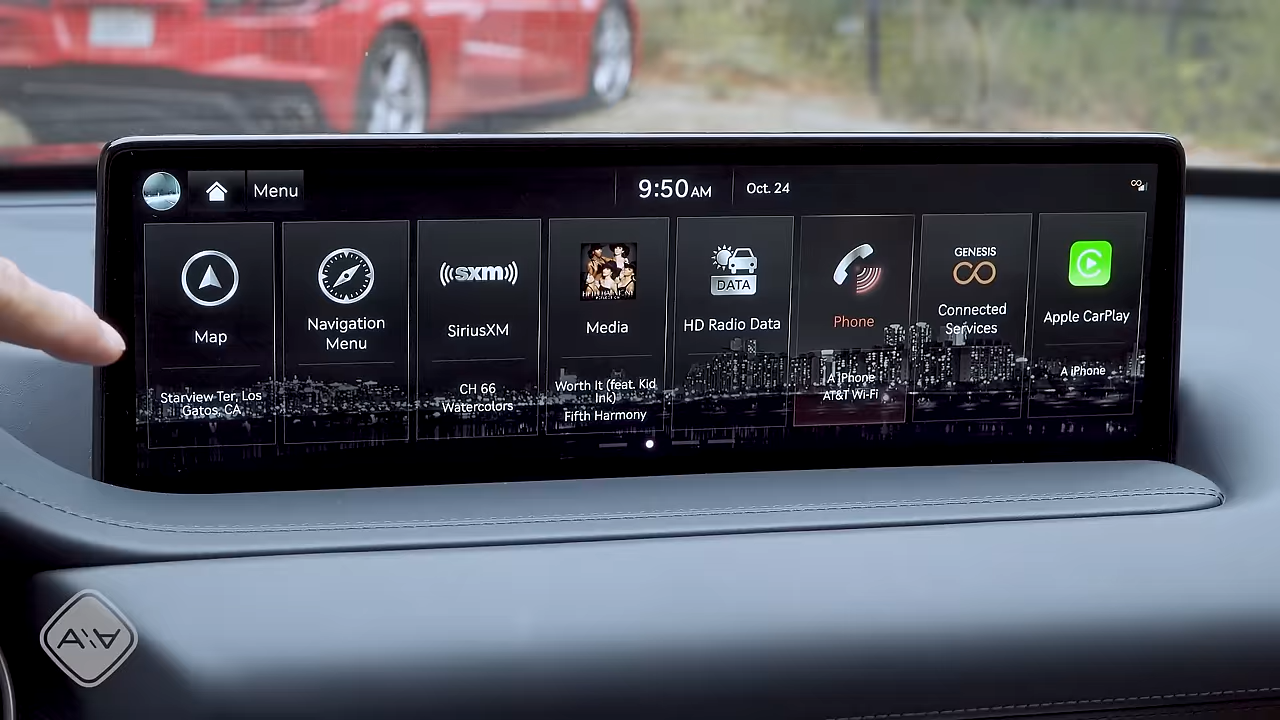 Menu
9:50 AM
Oct. 24
Map
Starview Ter, Los
Gatos, CA
Navigation
Menu
((sxm))
SiriusXM
CH 66
Watercolors
Media
Worth It (feat. Kid
Ink)
Fifth Harmony
DATA
HD Radio Data
Phone
A iPhone
AT&T Wi-Fi
GENESIS
Connected
Services
Apple CarPlay
A iPhone